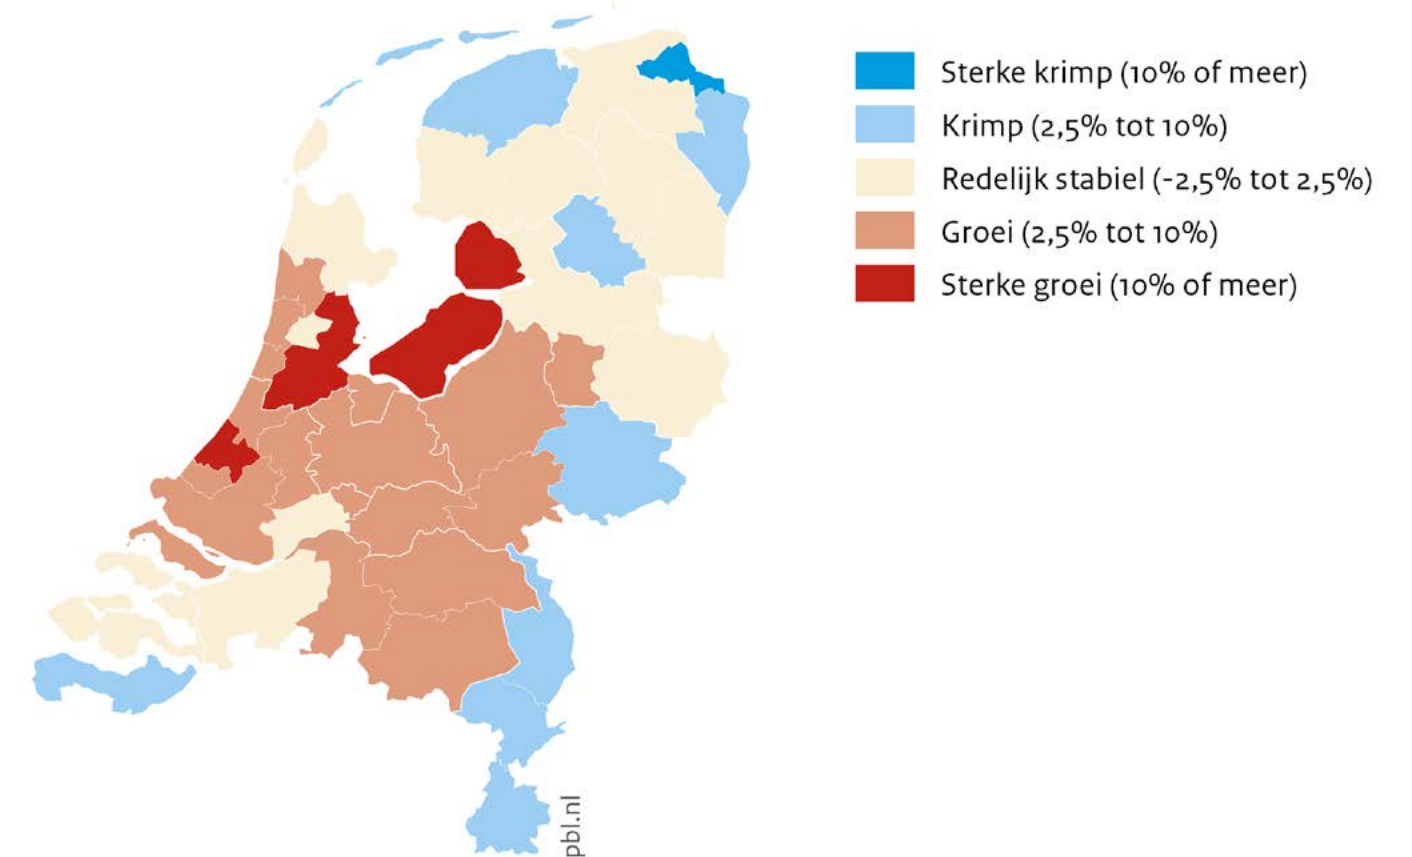 Sterke krimp (10% of meer)
Krimp (2,5% tot 10%)
Redelijk stabiel (-2,5% tot 2,5%)
Groei (2,5% tot 10%)
Sterke groei (10% of meer)
pbl.nl